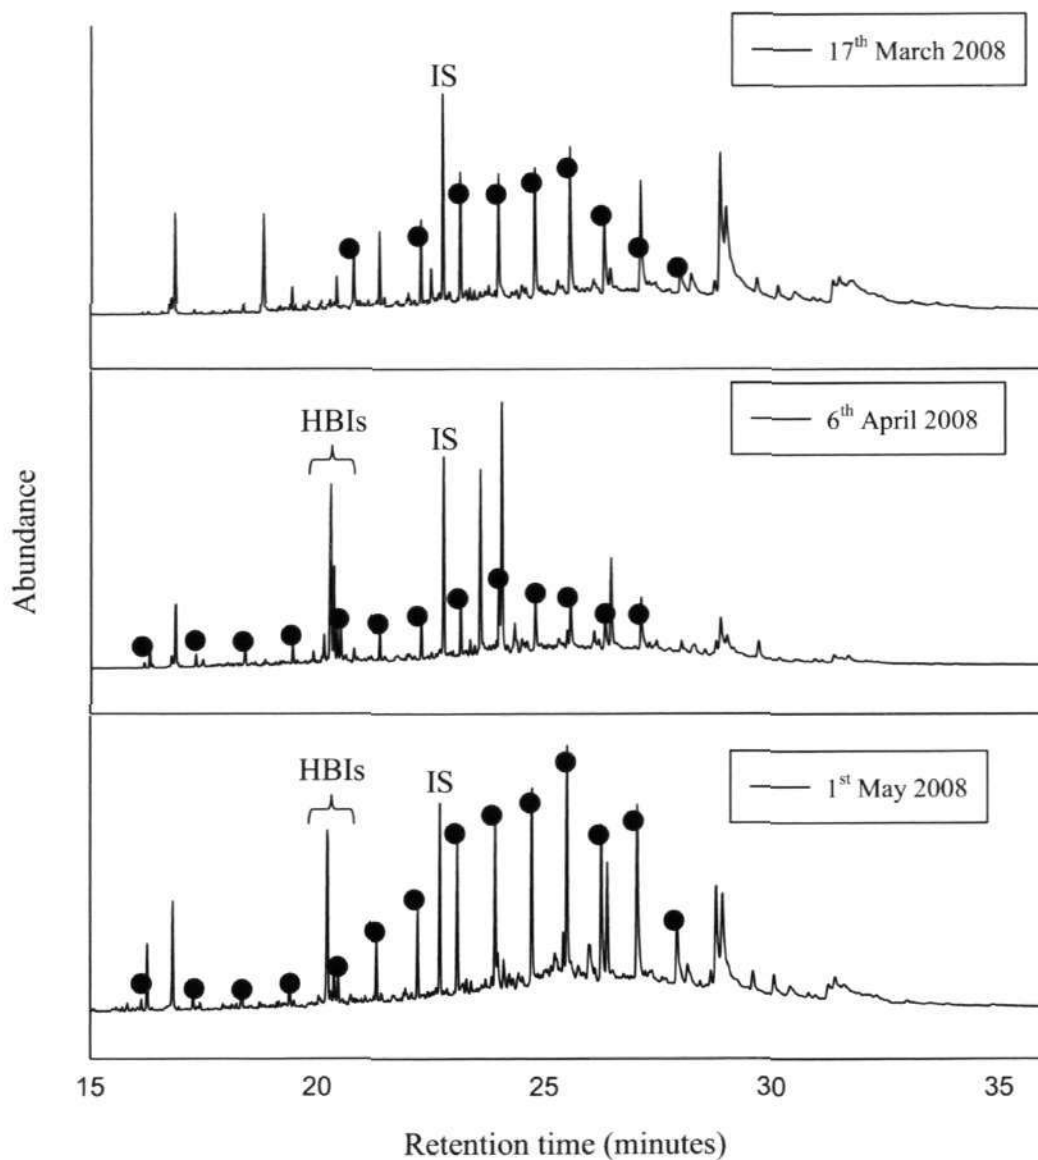 IS
17th March 2008
HBIs
IS
6th April 2008
Abundance
HBIs
IS
1st May 2008
15 20 25 30 35
Retention time (minutes)